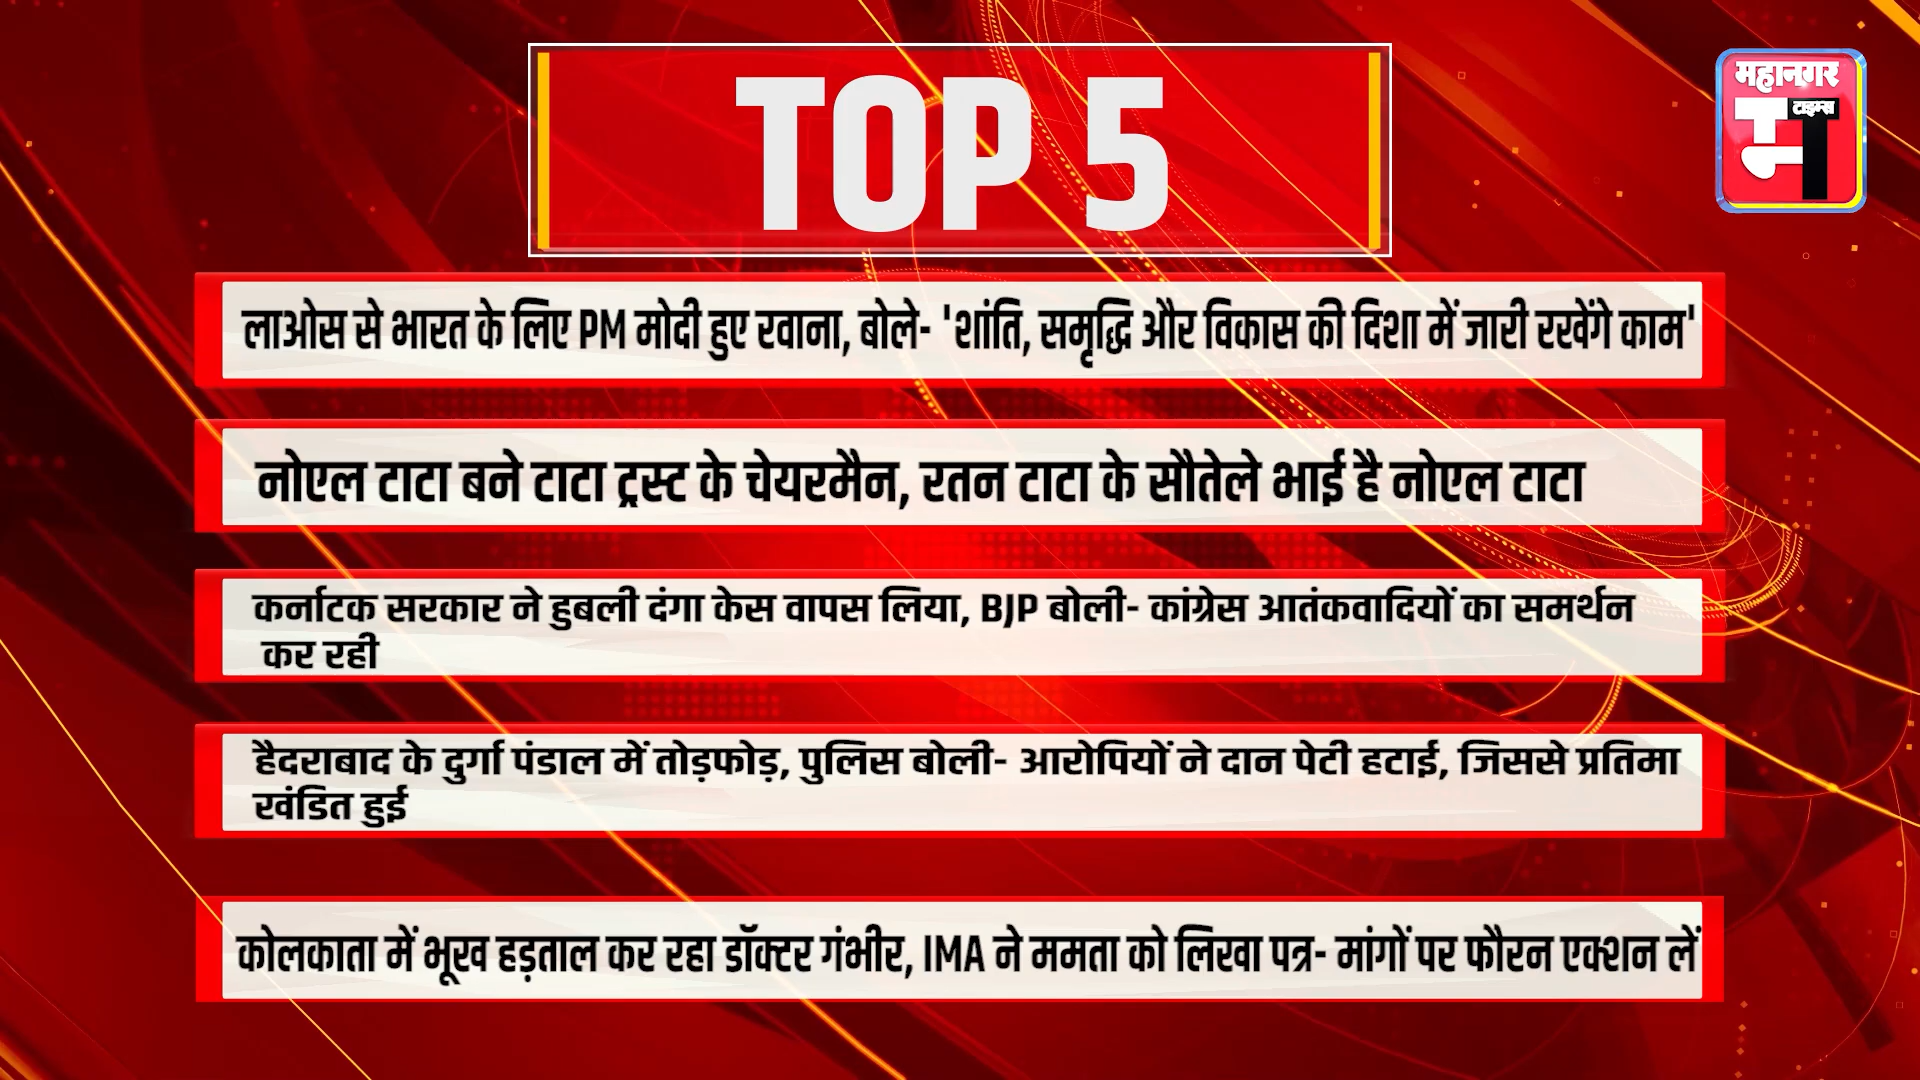 TOP 5
महानगर
टाइम्स
लाओस से भारत के लिए PM मोदी हुए रवाना, बोले- 'शांति, समृद्धि और विकास की दिशा में जारी रखेंगे काम'
नोएल टाटा बने टाटा ट्रस्ट के चेयरमैन, रतन टाटा के सौतेले भाई है नोएल टाटा
कर्नाटक सरकार ने हुबली दंगा केस वापस लिया, BJP बोली- कांग्रेस आतंकवादियों का समर्थन
कर रही
हैदराबाद के दुर्गा पंडाल में तोड़फोड़, पुलिस बोली- आरोपियों ने दान पेटी हटाई, जिससे प्रतिमा
खंडित हुई
कोलकाता में भूख हड़ताल कर रहा डॉक्टर गंभीर, IMA ने ममता को लिखा पत्र- मांगों पर फौरन एक्शन लें